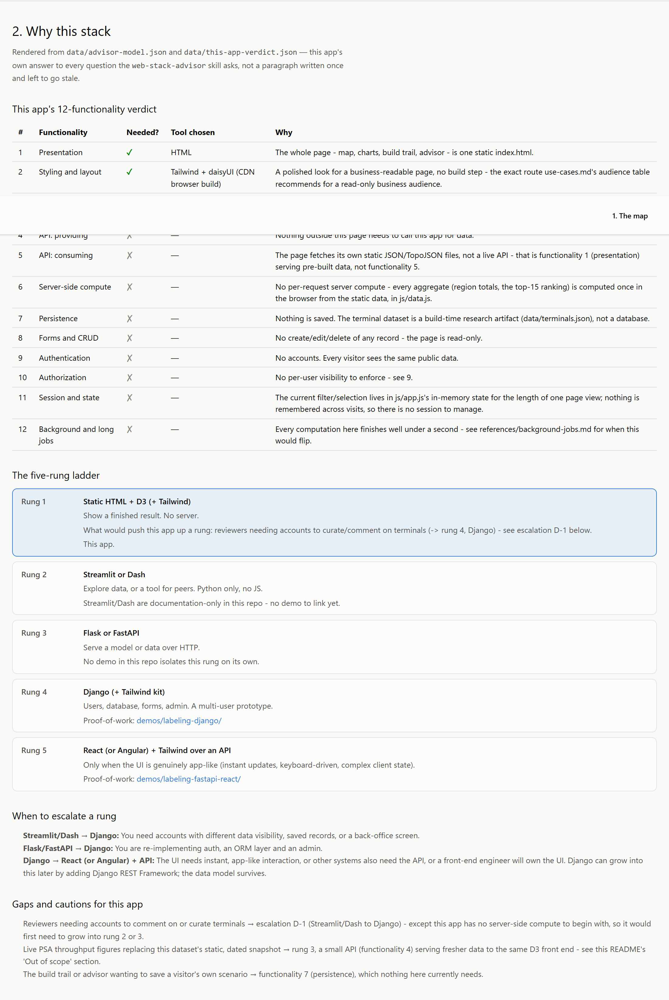 2. Why this stack
Rendered from data/advisor-model.json and data/this-app-verdict.json — this app's
own answer to every question the web-stack-advisor skill asks, not a paragraph written once
and left to go stale.
This app's 12-functionality verdict
# Functionality Needed? Tool chosen Why
1 Presentation ✓ HTML The whole page - map, charts, build trail, advisor - is one static index.html.
2 Styling and layout ✓ Tailwind + daisyUI (CDN A polished look for a business-readable page, no build step - the exact route use-cases.md's audience table
browser build) recommends for a read-only business audience.
1. The map
4 API: providing ✗ — Nothing outside this page needs to call this app for data.
5 API: consuming ✗ — The page fetches its own static JSON/TopoJSON files, not a live API - that is functionality 1 (presentation)
serving pre-built data, not functionality 5.
6 Server-side compute ✗ — No per-request server compute - every aggregate (region totals, the top-15 ranking) is computed once in
the browser from the static data, in js/data.js.
7 Persistence ✗ — Nothing is saved. The terminal dataset is a build-time research artifact (data/terminals.json), not a database.
8 Forms and CRUD ✗ — No create/edit/delete of any record - the page is read-only.
9 Authentication ✗ — No accounts. Every visitor sees the same public data.
10 Authorization ✗ — No per-user visibility to enforce - see 9.
11 Session and state ✗ — The current filter/selection lives in js/app.js's in-memory state for the length of one page view; nothing is
remembered across visits, so there is no session to manage.
12 Background and long ✗ — Every computation here finishes well under a second - see references/background-jobs.md for when this
jobs would flip.
The five-rung ladder
Rung 1 Static HTML + D3 (+ Tailwind)
Show a finished result. No server.
What would push this app up a rung: reviewers needing accounts to curate/comment on terminals (-> rung 4, Django) - see escalation D-1 below.
This app.
Rung 2 Streamlit or Dash
Explore data, or a tool for peers. Python only, no JS.
Streamlit/Dash are documentation-only in this repo - no demo to link yet.
Rung 3 Flask or FastAPI
Serve a model or data over HTTP.
No demo in this repo isolates this rung on its own.
Rung 4 Django (+ Tailwind kit)
Users, database, forms, admin. A multi-user prototype.
Proof-of-work: demos/labeling-django/
Rung 5 React (or Angular) + Tailwind over an API
Only when the UI is genuinely app-like (instant updates, keyboard-driven, complex client state).
Proof-of-work: demos/labeling-fastapi-react/
When to escalate a rung
Streamlit/Dash → Django: You need accounts with different data visibility, saved records, or a back-office screen.
Flask/FastAPI → Django: You are re-implementing auth, an ORM layer and an admin.
Django → React (or Angular) + API: The UI needs instant, app-like interaction, or other systems also need the API, or a front-end engineer will own the UI. Django can grow into
this later by adding Django REST Framework; the data model survives.
Gaps and cautions for this app
Reviewers needing accounts to comment on or curate terminals → escalation D-1 (Streamlit/Dash to Django) - except this app has no server-side compute to begin with, so it would
first need to grow into rung 2 or 3.
Live PSA throughput figures replacing this dataset's static, dated snapshot → rung 3, a small API (functionality 4) serving fresher data to the same D3 front end - see this README's
'Out of scope' section.
The build trail or advisor wanting to save a visitor's own scenario → functionality 7 (persistence), which nothing here currently needs.